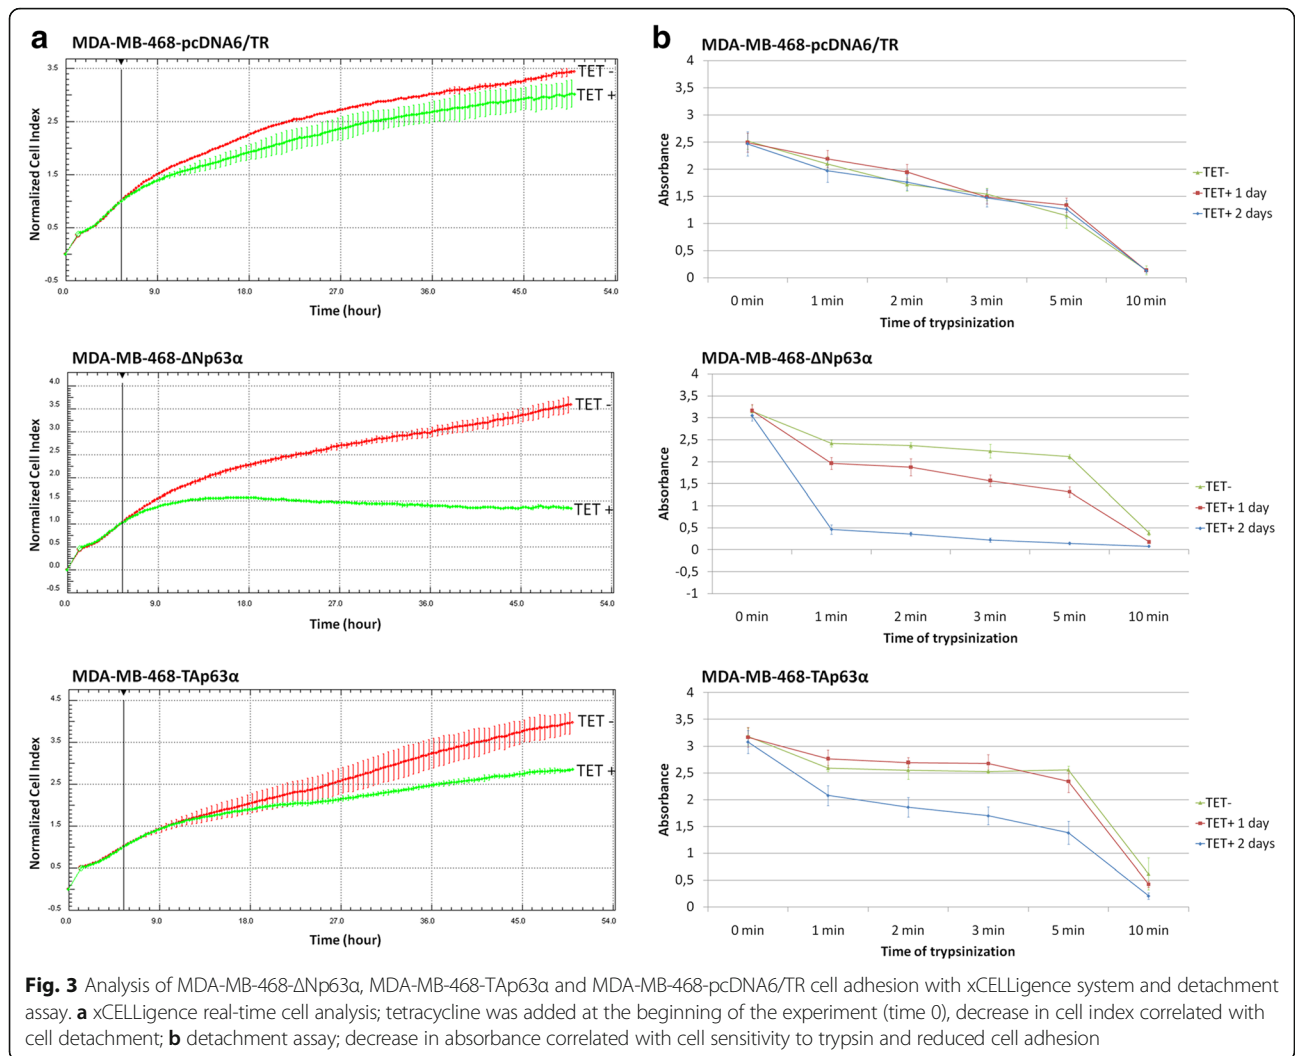 a
MDA-MB-468-pcDNA6/TR
Normalized Cell Index
3.5
2.5
1.5
0.5
-0.5
TET -
TET +
0.0 9.0 18.0 27.0 36.0 45.0 54.0
Time (hour)
b
MDA-MB-468-pcDNA6/TR
Absorbance
4
3,5
3
2,5
2
1,5
1
0,5
0
0 min 1 min 2 min 3 min 5 min 10 min
Time of trypsinization
TET-
TET+ 1 day
TET+ 2 days
MDA-MB-468-ΔNp63α
Normalized Cell Index
4.0
3.5
3.0
2.5
2.0
1.5
1.0
0.5
0.0
-0.5
TET -
TET +
0.0 9.0 18.0 27.0 36.0 45.0 54.0
Time (hour)
MDA-MB-468-ΔNp63α
Absorbance
4
3,5
3
2,5
2
1,5
1
0,5
0
-0,5
-1
0 min 1 min 2 min 3 min 5 min 10 min
Time of trypsinization
TET-
TET+ 1 day
TET+ 2 days
MDA-MB-468-TAp63α
Normalized Cell Index
4.5
3.5
2.5
1.5
0.5
-0.5
TET -
TET +
0.0 9.0 18.0 27.0 36.0 45.0 54.0
Time (hour)
MDA-MB-468-TAp63α
Absorbance
4
3,5
3
2,5
2
1,5
1
0,5
0
0 min 1 min 2 min 3 min 5 min 10 min
Time of trypsinization
TET-
TET+ 1 day
TET+ 2 days
Fig. 3 Analysis of MDA-MB-468-ΔNp63α, MDA-MB-468-TAp63α and MDA-MB-468-pcDNA6/TR cell adhesion with xCELLigence system and detachment
assay. a xCELLigence real-time cell analysis; tetracycline was added at the beginning of the experiment (time 0), decrease in cell index correlated with
cell detachment; b detachment assay; decrease in absorbance correlated with cell sensitivity to trypsin and reduced cell adhesion